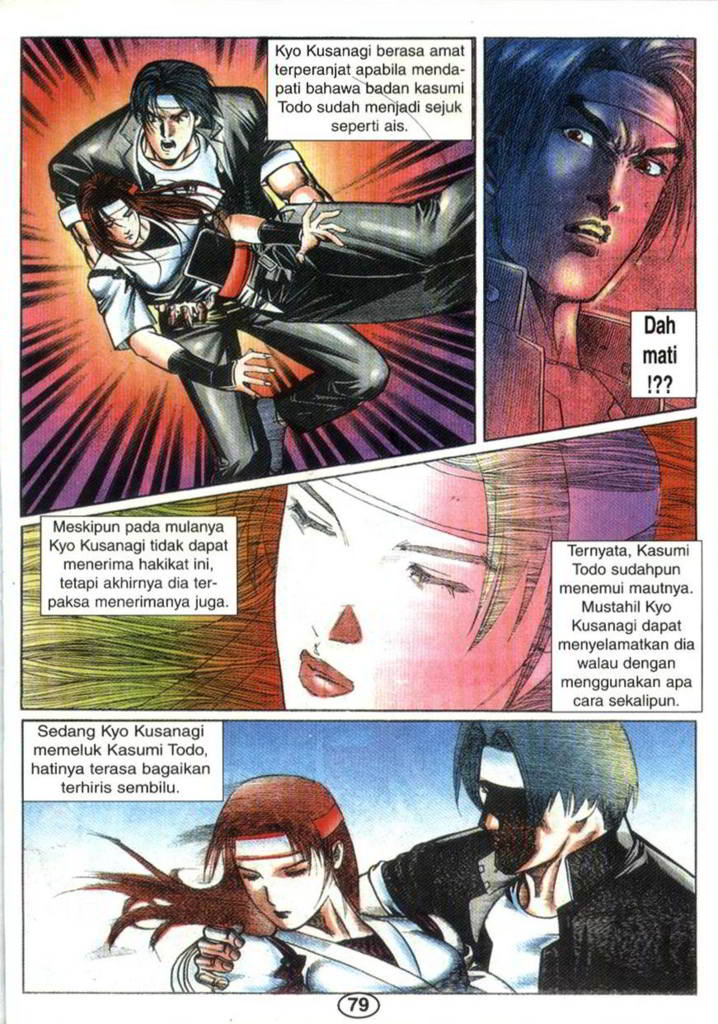 Kyo Kusanagi berasa amat
terperanjat apabila menda-
pati bahawa badan kasumi
Todo sudah menjadi sejuk
seperti ais.
Dah
mati
!??
Meskipun pada mulanya
Kyo Kusanagi tidak dapat
menerima hakikat ini,
tetapi akhirnya dia ter-
paksa menerimanya juga.
Ternyata, Kasumi
Todo sudahpun
menemui mautnya.
Mustahil Kyo
Kusanagi dapat
menyelamatkan dia
walau dengan
menggunakan apa
cara sekalipun.
Sedang Kyo Kusanagi
memeluk Kasumi Todo,
hatinya terasa bagaikan
terhiris sembilu.
79